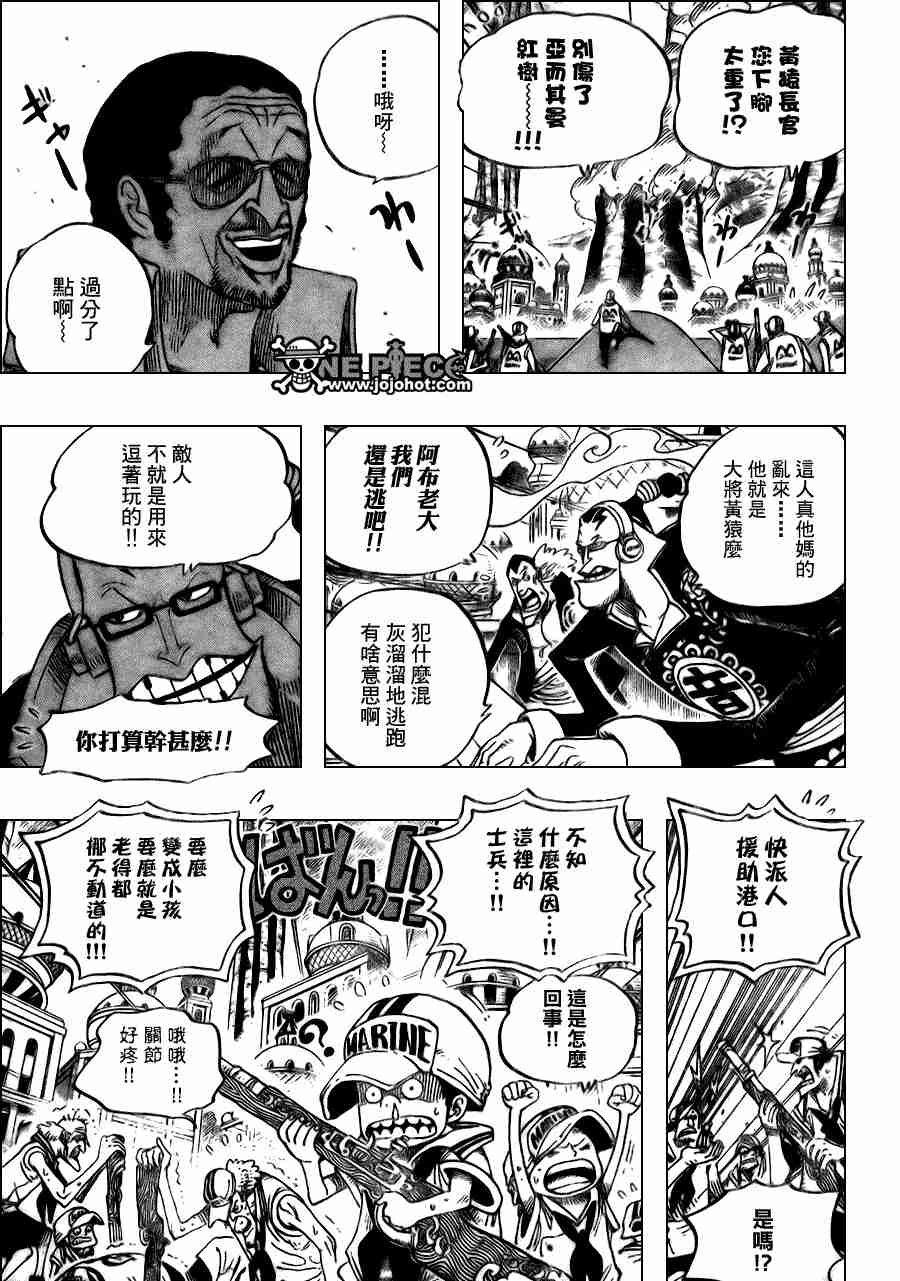 黃猿長官
您下腳
太重了!?
別傷了
亞而其曼
紅樹～～!!!
……哦呀～
過分了
點啊～
ONE PIECE
www.jojohot.com
這人真他媽的
亂來……
他就是
大將黃猿麼
阿布老大
我們
還是逃吧!!
犯什麼混
灰溜溜地逃跑
有啥意思啊
敵人
不就是用來
逗著玩的!!
你打算幹甚麼!!
快派人
援助港口!!
是嗎!?
不知
什麼原因…!!
這裡的
士兵…!!
這是怎麼
回事!!
要麼
變成小孩
要麼就是
老得都
挪不動道的!!!
哦哦…!!
關節
好疼!!
ばんっ!!
MARINE
MARINE